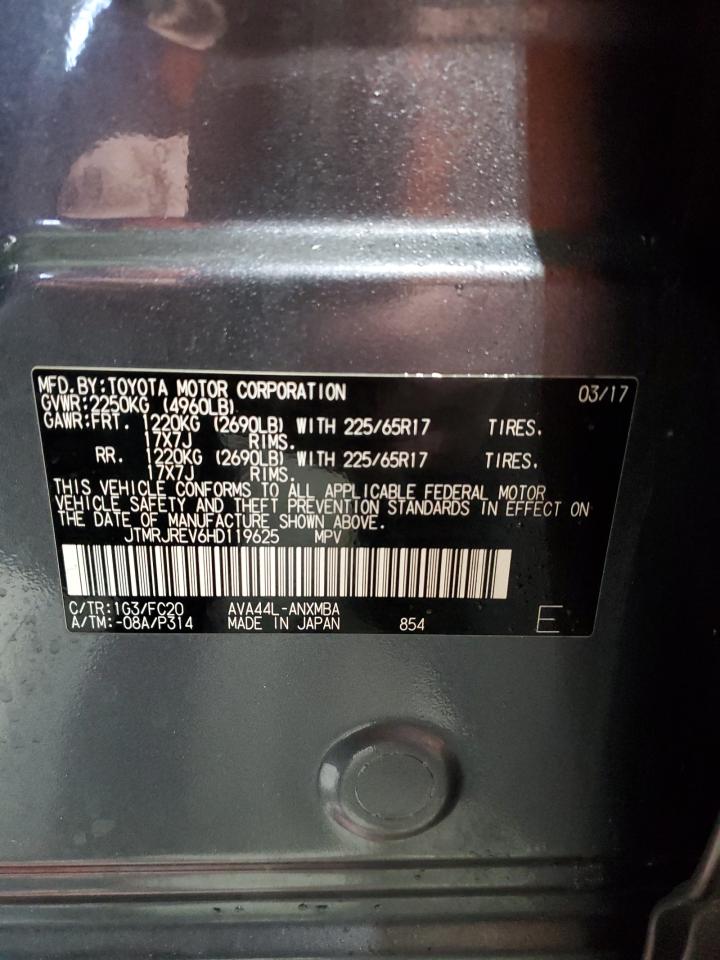 MFD.BY:TOYOTA MOTOR CORPORATION 03/17
GVWR:2250KG (4960LB)
GAWR:FRT. 1220KG (2690LB) WITH 225/65R17 TIRES.
17X7J RIMS.
RR. 1220KG (2690LB) WITH 225/65R17 TIRES.
17X7J RIMS.
THIS VEHICLE CONFORMS TO ALL APPLICABLE FEDERAL MOTOR
VEHICLE SAFETY AND THEFT PREVENTION STANDARDS IN EFFECT ON
THE DATE OF MANUFACTURE SHOWN ABOVE.
JTMRJREV6HD119625 MPV
C/TR:1G3/FC20 AVA44L-ANXMBA
A/TM:-08A/P314 MADE IN JAPAN 854 E